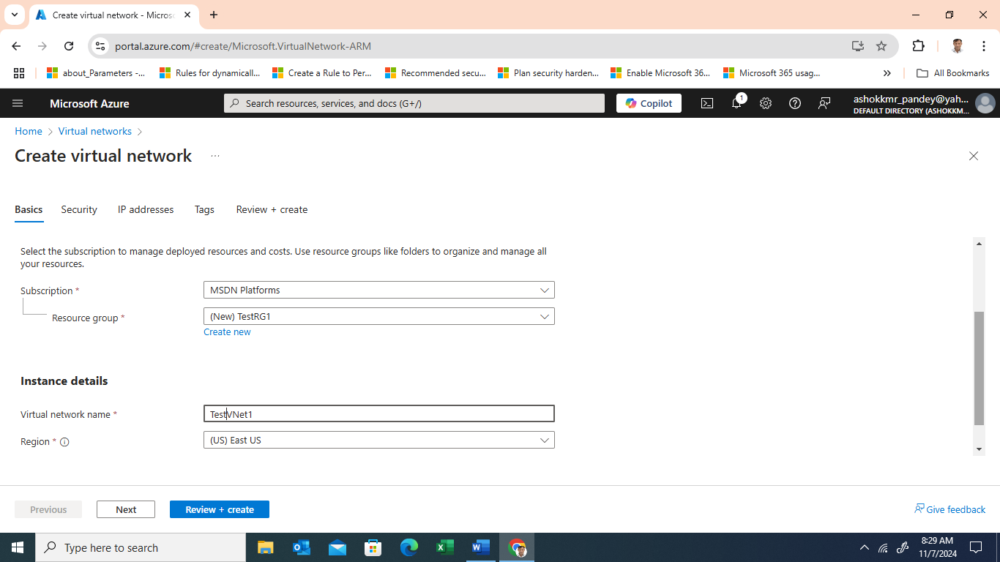 Create virtual network - Micros
portal.azure.com/#create/Microsoft.VirtualNetwork-ARM
about_Parameters -... Rules for dynamicall... Create a Rule to Per... Recommended secu... Plan security harden... Enable Microsoft 36... Microsoft 365 usag... » All Bookmarks
Microsoft Azure
Search resources, services, and docs (G+/)
Copilot
1
ashokkmr_pandey@yah...
DEFAULT DIRECTORY (ASHOKKM...
Home > Virtual networks >
Create virtual network ...
Basics Security IP addresses Tags Review + create
Select the subscription to manage deployed resources and costs. Use resource groups like folders to organize and manage all
your resources.
Subscription * MSDN Platforms
Resource group * (New) TestRG1
Create new
Instance details
Virtual network name * TestVNet1
Region * (US) East US
Previous Next Review + create Give feedback
Type here to search
8:29 AM
11/7/2024